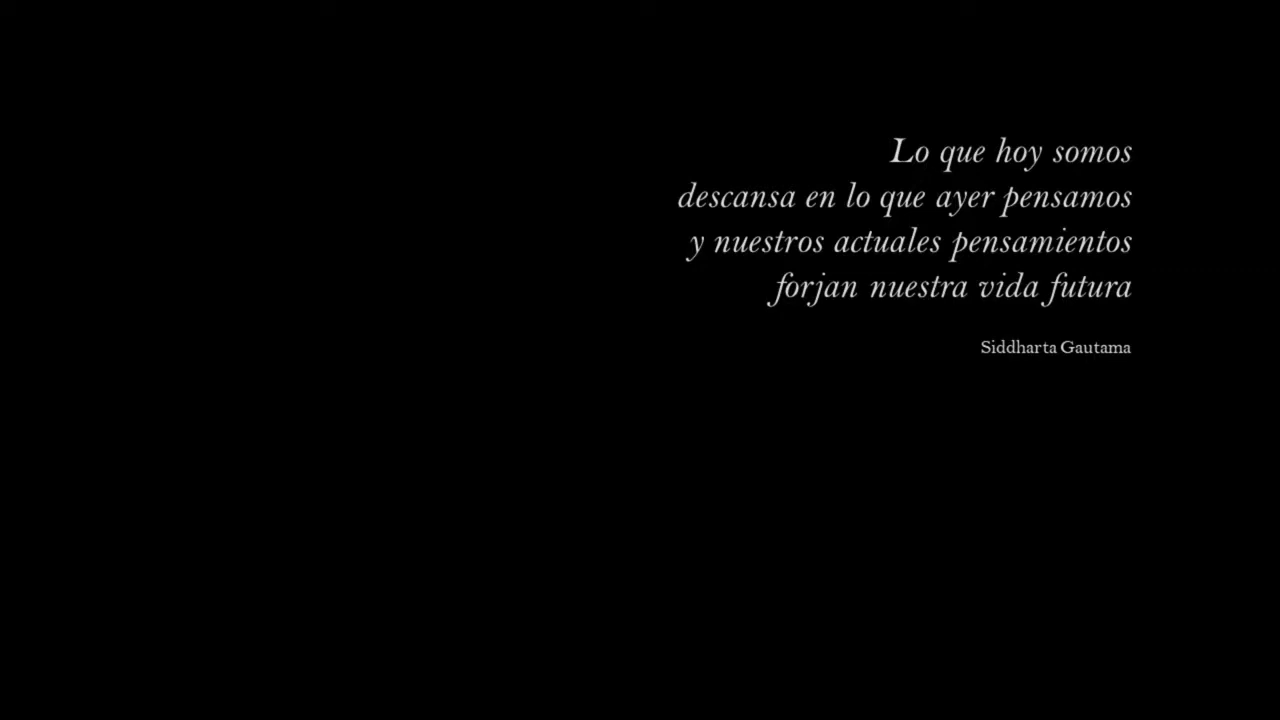 Lo que hoy somos
descansa en lo que ayer pensamos
y nuestros actuales pensamientos
forjan nuestra vida futura
Siddharta Gautama